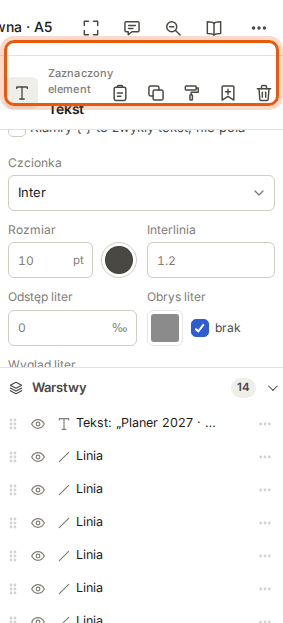 wna · A5
Zaznaczony
element
Tekst
Klamry { } to zwykły tekst, nie pola
Czcionka
Inter
Rozmiar
Interlinia
10 pt
1.2
Odstęp liter
Obrys liter
0 ‰
brak
Wygląd liter
Warstwy
14
Tekst: „Planer 2027 · ...
Linia
Linia
Linia
Linia
Linia
Linia